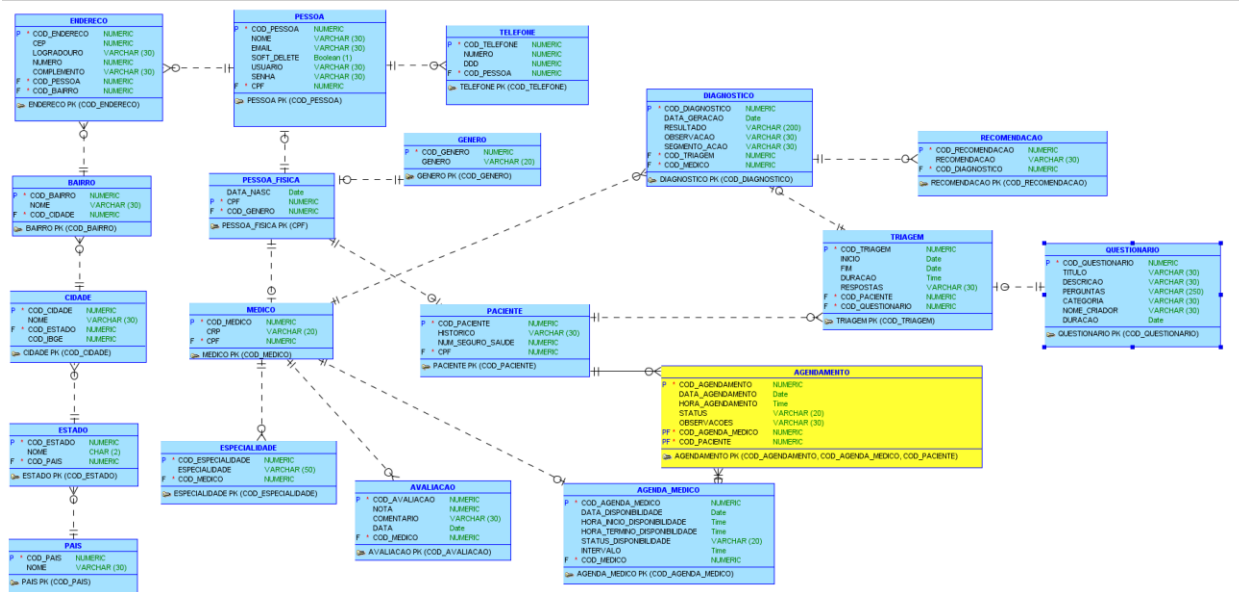 ENDERECO
P * COD_ENDERECO NUMERIC
CEP NUMERIC
LOGRADOURO VARCHAR (30)
NUMERO NUMERIC
COMPLEMENTO VARCHAR (30)
F * COD_PESSOA NUMERIC
F * COD_BAIRRO NUMERIC
ENDERECO PK (COD_ENDERECO)
PESSOA
P * COD_PESSOA NUMERIC
NOME VARCHAR (30)
EMAIL VARCHAR (30)
SOFT_DELETE Boolean (1)
USUARIO VARCHAR (30)
SENHA VARCHAR (30)
F * CPF NUMERIC
PESSOA PK (COD_PESSOA)
TELEFONE
P * COD_TELEFONE NUMERIC
NUMERO NUMERIC
DDD NUMERIC
F * COD_PESSOA NUMERIC
TELEFONE PK (COD_TELEFONE)
DIAGNOSTICO
P * COD_DIAGNOSTICO NUMERIC
DATA_GERACAO Date
RESULTADO VARCHAR (200)
OBSERVACAO VARCHAR (30)
SEGMENTO_ACAO VARCHAR (30)
F * COD_TRIAGEM NUMERIC
F * COD_MEDICO NUMERIC
DIAGNOSTICO PK (COD_DIAGNOSTICO)
GENERO
P * COD_GENERO NUMERIC
GENERO VARCHAR (20)
GENERO PK (COD_GENERO)
RECOMENDACAO
P * COD_RECOMENDACAO NUMERIC
RECOMENDACAO VARCHAR (30)
F * COD_DIAGNOSTICO NUMERIC
RECOMENDACAO PK (COD_RECOMENDACAO)
BAIRRO
P * COD_BAIRRO NUMERIC
NOME VARCHAR (30)
F * COD_CIDADE NUMERIC
BAIRRO PK (COD_BAIRRO)
PESSOA_FISICA
DATA_NASC Date
P * CPF NUMERIC
F * COD_GENERO NUMERIC
PESSOA_FISICA PK (CPF)
TRIAGEM
P * COD_TRIAGEM NUMERIC
INICIO Date
FIM Date
DURACAO Time
RESPOSTAS VARCHAR (30)
F * COD_PACIENTE NUMERIC
F * COD_QUESTIONARIO NUMERIC
TRIAGEM PK (COD_TRIAGEM)
QUESTIONARIO
P * COD_QUESTIONARIO NUMERIC
TITULO VARCHAR (30)
DESCRICAO VARCHAR (30)
PERGUNTAS VARCHAR (250)
CATEGORIA VARCHAR (30)
NOME_CRIADOR VARCHAR (30)
DURACAO Date
QUESTIONARIO PK (COD_QUESTIONARIO)
CIDADE
P * COD_CIDADE NUMERIC
NOME VARCHAR (30)
F * COD_ESTADO NUMERIC
COD_IBGE NUMERIC
CIDADE PK (COD_CIDADE)
MEDICO
P * COD_MEDICO NUMERIC
CRP VARCHAR (20)
F * CPF NUMERIC
MEDICO PK (COD_MEDICO)
PACIENTE
P * COD_PACIENTE NUMERIC
HISTORICO VARCHAR (30)
NUM_SEGURO_SAUDE NUMERIC
F * CPF NUMERIC
PACIENTE PK (COD_PACIENTE)
AGENDAMENTO
P * COD_AGENDAMENTO NUMERIC
DATA_AGENDAMENTO Date
HORA_AGENDAMENTO Time
STATUS VARCHAR (20)
OBSERVACOES VARCHAR (30)
PF * COD_AGENDA_MEDICO NUMERIC
PF * COD_PACIENTE NUMERIC
AGENDAMENTO PK (COD_AGENDAMENTO, COD_AGENDA_MEDICO, COD_PACIENTE)
ESTADO
P * COD_ESTADO NUMERIC
NOME CHAR (2)
F * COD_PAIS NUMERIC
ESTADO PK (COD_ESTADO)
ESPECIALIDADE
P * COD_ESPECIALIDADE NUMERIC
ESPECIALIDADE VARCHAR (50)
F * COD_MEDICO NUMERIC
ESPECIALIDADE PK (COD_ESPECIALIDADE)
AVALIACAO
P * COD_AVALIACAO NUMERIC
NOTA NUMERIC
COMENTARIO VARCHAR (30)
DATA Date
F * COD_MEDICO NUMERIC
AVALIACAO PK (COD_AVALIACAO)
AGENDA_MEDICO
P * COD_AGENDA_MEDICO NUMERIC
DATA_DISPONIBILIDADE Date
HORA_INICIO_DISPONIBILIDADE Time
HORA_TERMINO_DISPONIBILIDADE Time
STATUS_DISPONIBILIDADE VARCHAR (20)
INTERVALO Time
F * COD_MEDICO NUMERIC
AGENDA_MEDICO PK (COD_AGENDA_MEDICO)
PAIS
P * COD_PAIS NUMERIC
NOME VARCHAR (30)
PAIS PK (COD_PAIS)